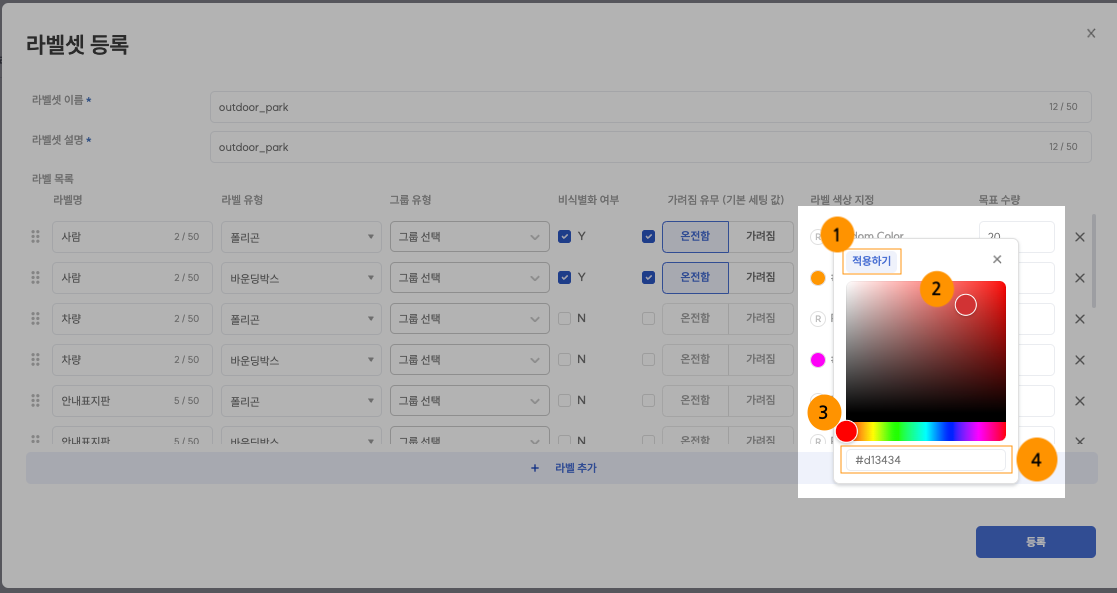 라벨셋 등록
라벨셋 이름 *
outdoor_park 12 / 50
라벨셋 설명 *
outdoor_park 12 / 50
라벨 목록
라벨명 라벨 유형 그룹 유형 비식별화 여부 가려짐 유무 (기본 세팅 값) 라벨 색상 지정 목표 수량
사람 2 / 50 폴리곤 그룹 선택 Y 온전함 가려짐 R 1 Color 20
적용하기
사람 2 / 50 바운딩박스 그룹 선택 Y 온전함 가려짐
2
차량 2 / 50 폴리곤 그룹 선택 N 온전함 가려짐 R
차량 2 / 50 바운딩박스 그룹 선택 N 온전함 가려짐
안내표지판 5 / 50 폴리곤 그룹 선택 N 온전함 가려짐 3
안내표지판 5 / 50 바운딩박스 그룹 선택 N 온전함 가려짐 R
#d13434 4
+ 라벨 추가
등록